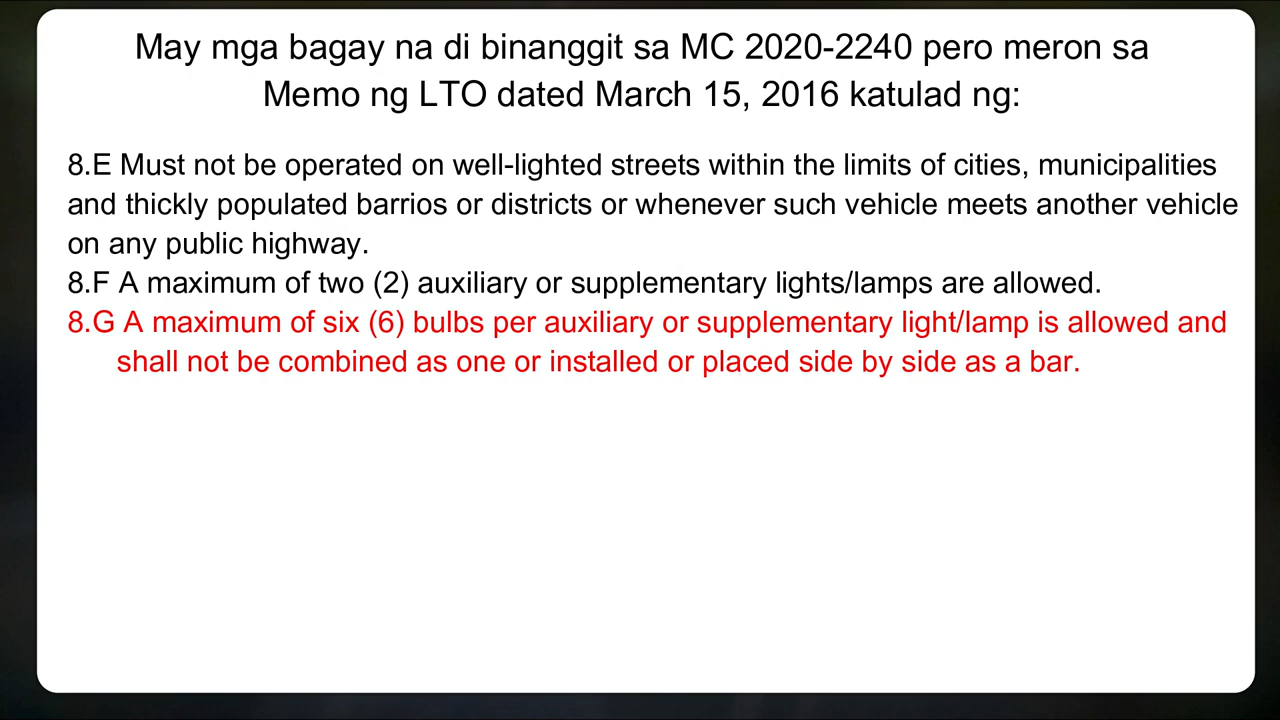 May mga bagay na di binanggit sa MC 2020-2240 pero meron sa
Memo ng LTO dated March 15, 2016 katulad ng:
8.E Must not be operated on well-lighted streets within the limits of cities, municipalities
and thickly populated barrios or districts or whenever such vehicle meets another vehicle
on any public highway.
8.F A maximum of two (2) auxiliary or supplementary lights/lamps are allowed.
8.G A maximum of six (6) bulbs per auxiliary or supplementary light/lamp is allowed and
shall not be combined as one or installed or placed side by side as a bar.